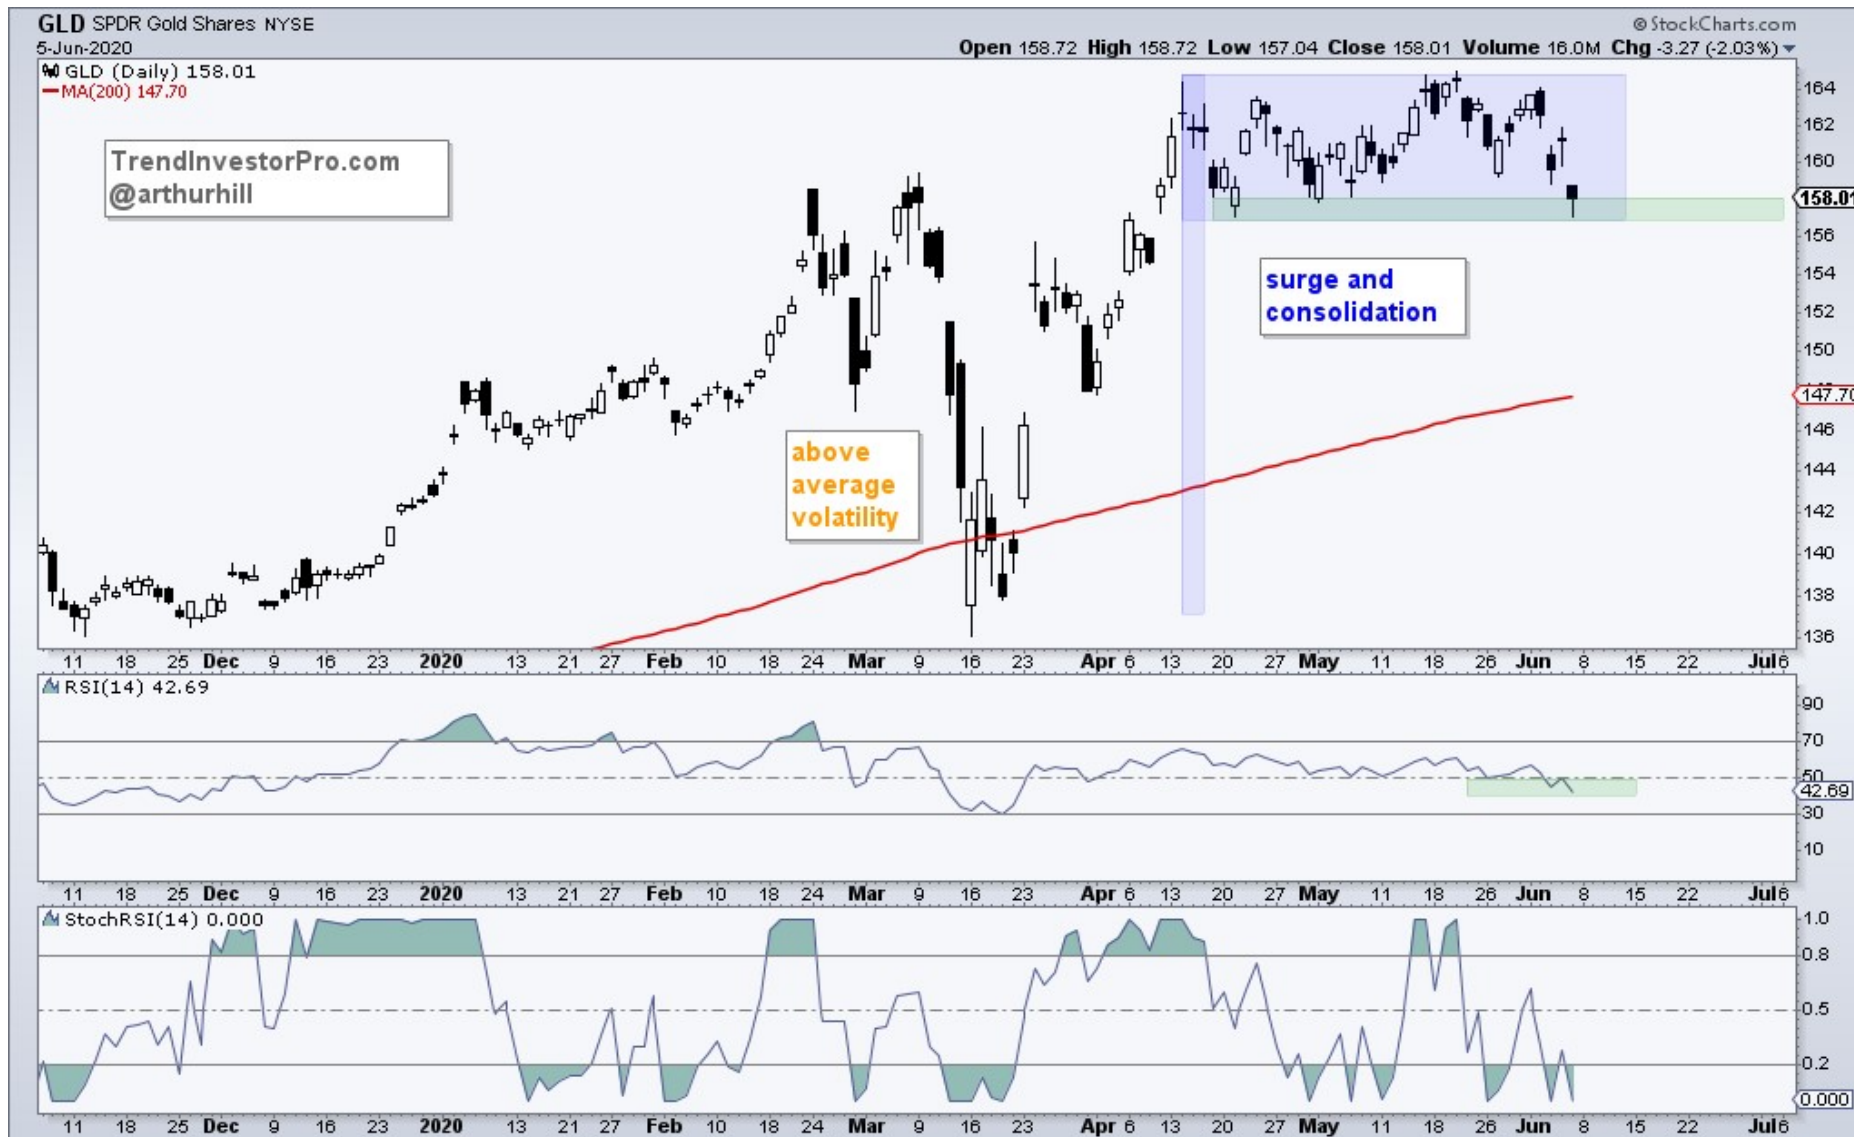 GLD SPDR Gold Shares NYSE
© StockCharts.com
5-Jun-2020
Open 158.72 High 158.72 Low 157.04 Close 158.01 Volume 16.0M Chg -3.27 (-2.03%)
GLD (Daily) 158.01
MA(200) 147.70
TrendInvestorPro.com
@arthurhill
surge and
consolidation
above
average
volatility
164
162
160
158.01
156
154
152
150
147.70
146
144
142
140
138
136
11 18 25 Dec 9 16 23 2020 13 21 27 Feb 10 18 24 Mar 9 16 23 Apr 6 13 20 27 May 11 18 26 Jun 8 15 22 Jul 6
RSI(14) 42.69
90
70
50
42.69
30
10
11 18 25 Dec 9 16 23 2020 13 21 27 Feb 10 18 24 Mar 9 16 23 Apr 6 13 20 27 May 11 18 26 Jun 8 15 22 Jul 6
StochRSI(14) 0.000
1.0
0.8
0.5
0.2
0.000
11 18 25 Dec 9 16 23 2020 13 21 27 Feb 10 18 24 Mar 9 16 23 Apr 6 13 20 27 May 11 18 26 Jun 8 15 22 Jul 6